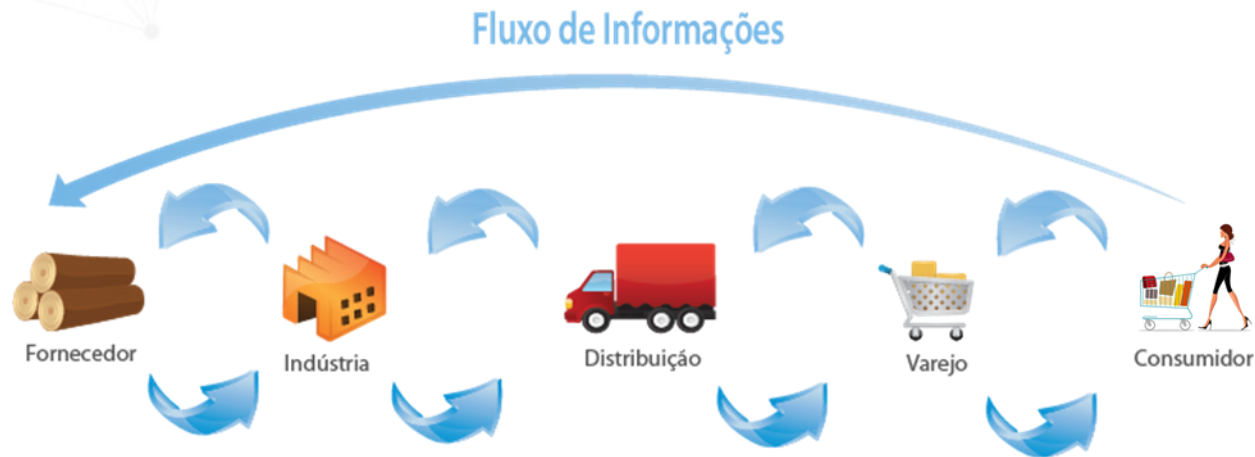 Fluxo de Informações
Fornecedor
Indústria
Distribuição
Varejo
Consumidor